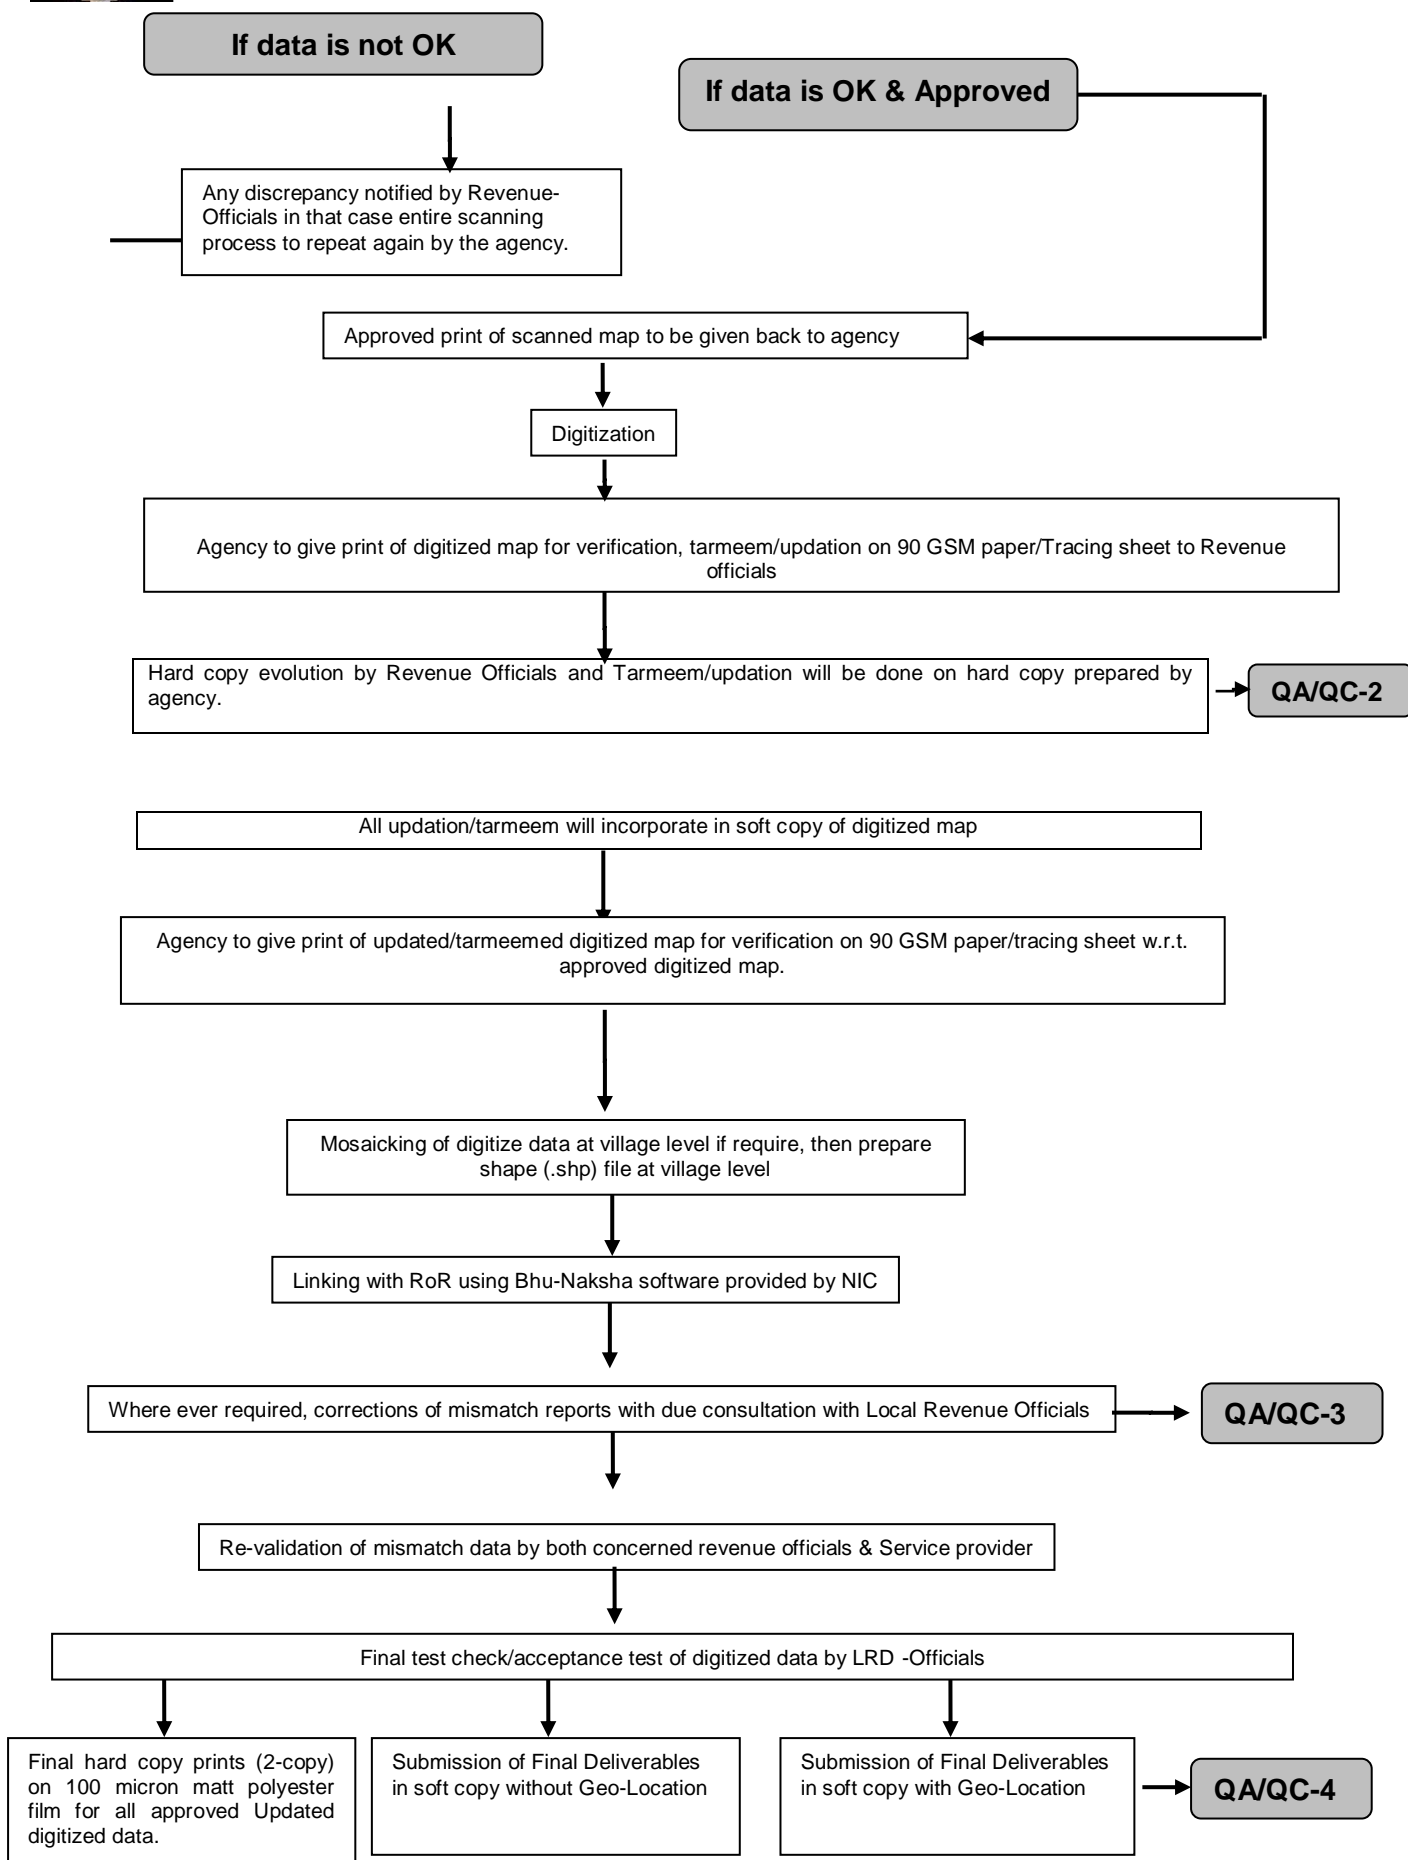 If data is not OK
If data is OK & Approved
Any discrepancy notified by Revenue-
Officials in that case entire scanning
process to repeat again by the agency.
Approved print of scanned map to be given back to agency
Digitization
Agency to give print of digitized map for verification, tarmeem/updation on 90 GSM paper/Tracing sheet to Revenue
officials
Hard copy evolution by Revenue Officials and Tarmeem/updation will be done on hard copy prepared by
agency.
QA/QC-2
All updation/tarmeem will incorporate in soft copy of digitized map
Agency to give print of updated/tarmeemed digitized map for verification on 90 GSM paper/tracing sheet w.r.t.
approved digitized map.
Mosaicking of digitize data at village level if require, then prepare
shape (.shp) file at village level
Linking with RoR using Bhu-Naksha software provided by NIC
Where ever required, corrections of mismatch reports with due consultation with Local Revenue Officials
QA/QC-3
Re-validation of mismatch data by both concerned revenue officials & Service provider
Final test check/acceptance test of digitized data by LRD -Officials
Final hard copy prints (2-copy)
on 100 micron matt polyester
film for all approved Updated
digitized data.
Submission of Final Deliverables
in soft copy without Geo-Location
Submission of Final Deliverables
in soft copy with Geo-Location
QA/QC-4